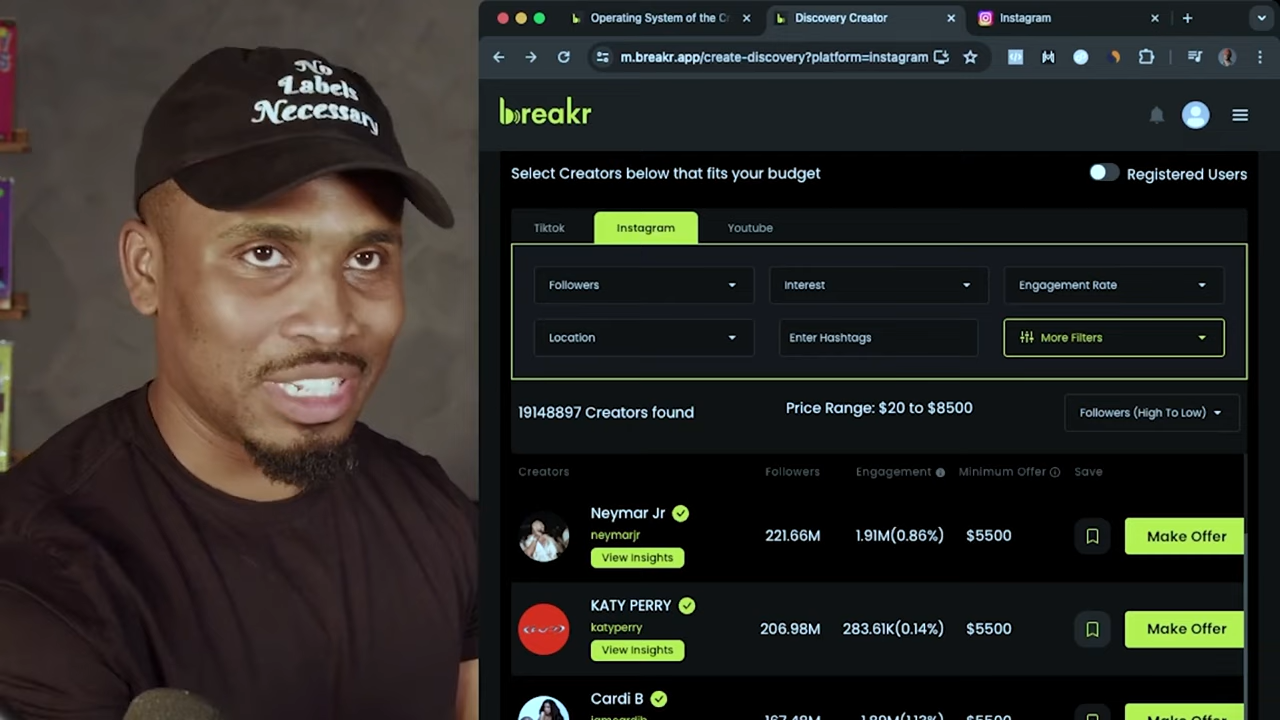 No
Labels
Necessary
Operating System of the C
Discovery Creator
Instagram
m.breakr.app/create-discovery?platform=instagram
breakr
Select Creators below that fits your budget
Registered Users
Tiktok
Instagram
Youtube
Followers
Interest
Engagement Rate
Location
Enter Hashtags
More Filters
19148897 Creators found
Price Range: $20 to $8500
Followers (High To Low)
Creators
Followers
Engagement
Minimum Offer
Save
Neymar Jr
neymarjr
View Insights
221.66M
1.91M(0.86%)
$5500
Make Offer
KATY PERRY
katyperry
View Insights
206.98M
283.61K(0.14%)
$5500
Make Offer
Cardi B